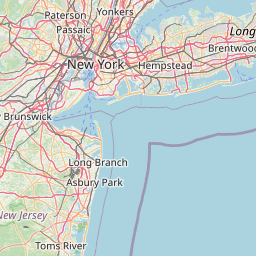 Yonkers
Paterson
Passaic
Long
Brentwood
New York
Hempstead
Brunswick
Long Branch
Asbury Park
New Jersey
Toms River